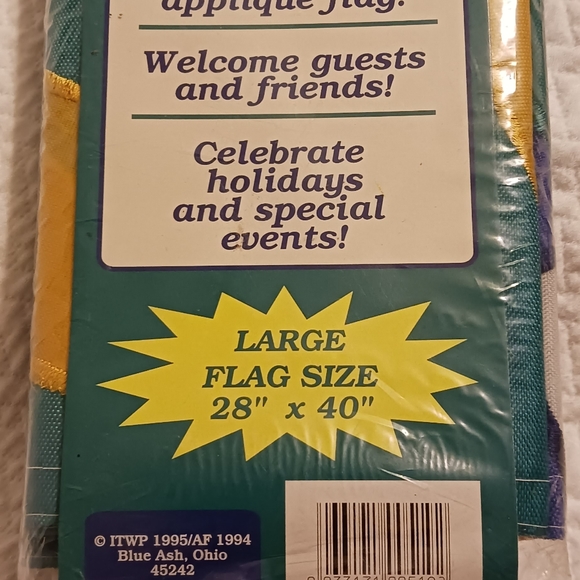 applique flag!
Welcome guests
and friends!
Celebrate
holidays
and special
events!
LARGE
FLAG SIZE
28" x 40"
© ITWP 1995/AF 1994
Blue Ash, Ohio
45242